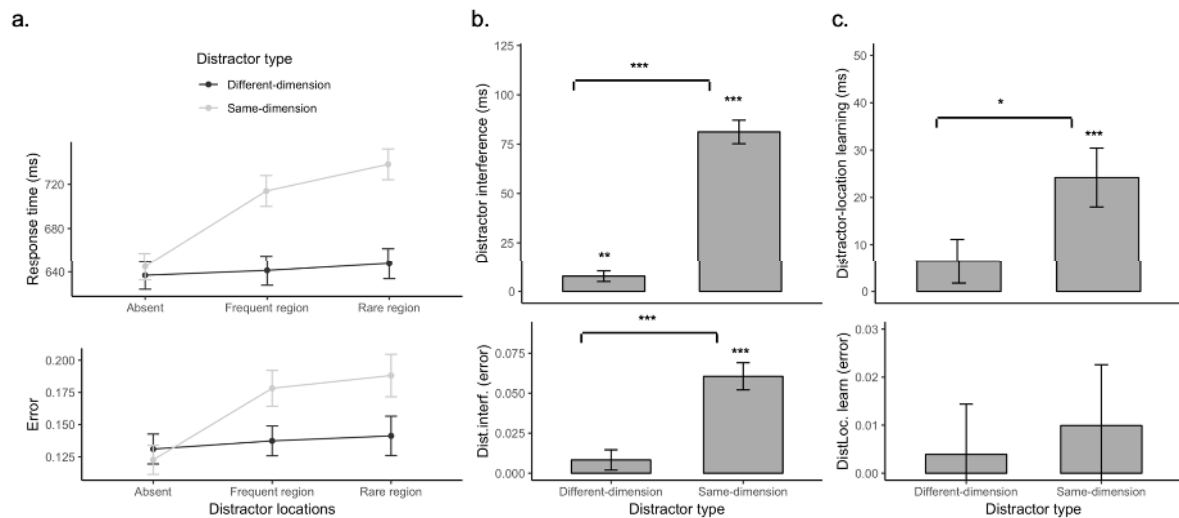 a.
Distractor type
Different-dimension
Same-dimension
Response time (ms)
720
680
640
Absent
Frequent region
Rare region
Error
0.200
0.175
0.150
0.125
Absent
Frequent region
Rare region
Distractor locations
b.
Distractor interference (ms)
125
100
75
50
25
0
***
***
**
Dist.interf. (error)
0.075
0.050
0.025
0.000
***
***
Different-dimension
Same-dimension
Distractor type
c.
Distractor-location learning (ms)
50
40
30
20
10
0
*
***
DistLoc. learn (error)
0.03
0.02
0.01
0.00
Different-dimension
Same-dimension
Distractor type